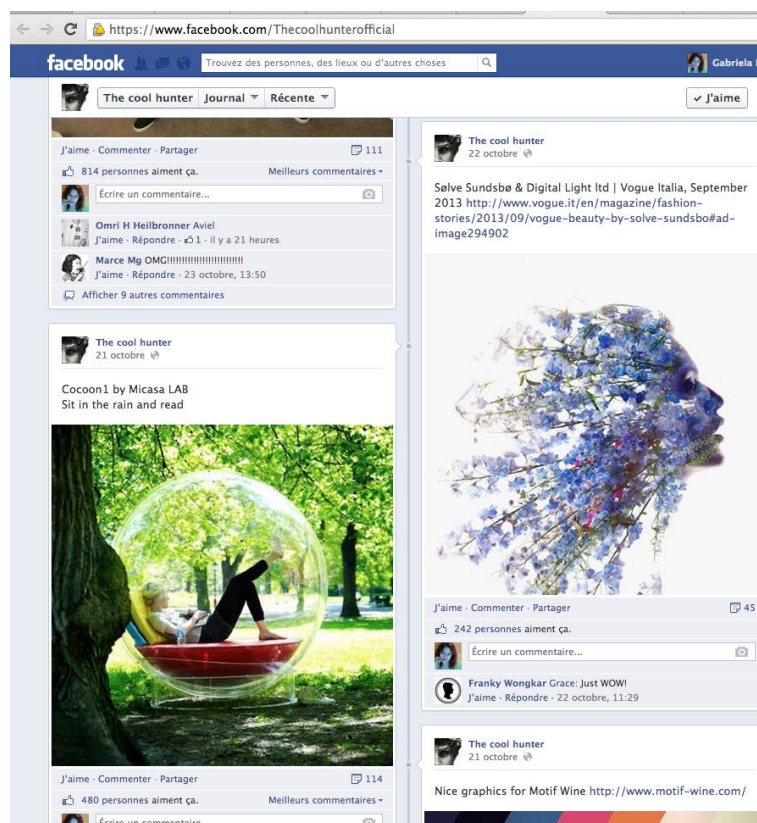 https://www.facebook.com/Thecoolhunterofficial
facebook
Trouvez des personnes, des lieux ou d'autres choses
Gabriela
The cool hunter
Journal
Récente
✓ J'aime
J'aime · Commenter · Partager
111
814 personnes aiment ça.
Meilleurs commentaires
Écrire un commentaire...
Omri H Heilbronner Aviel
J'aime · Répondre · 1 · il y a 21 heures
Marce Mg OMG!!!!!!!!!!!!!!!!!!!!!!!!!!
J'aime · Répondre · 23 octobre, 13:50
Afficher 9 autres commentaires
The cool hunter
21 octobre
Cocoon1 by Micasa LAB
Sit in the rain and read
J'aime · Commenter · Partager
114
480 personnes aiment ça.
Meilleurs commentaires
Écrire un commentaire...
The cool hunter
22 octobre
Sølve Sundsbø & Digital Light ltd | Vogue Italia, September
2013 http://www.vogue.it/en/magazine/fashion-
stories/2013/09/vogue-beauty-by-solve-sundsbo#ad-
image294902
J'aime · Commenter · Partager
45
242 personnes aiment ça.
Écrire un commentaire...
Franky Wongkar Grace: Just WOW!
J'aime · Répondre · 22 octobre, 11:29
The cool hunter
21 octobre
Nice graphics for Motif Wine http://www.motif-wine.com/